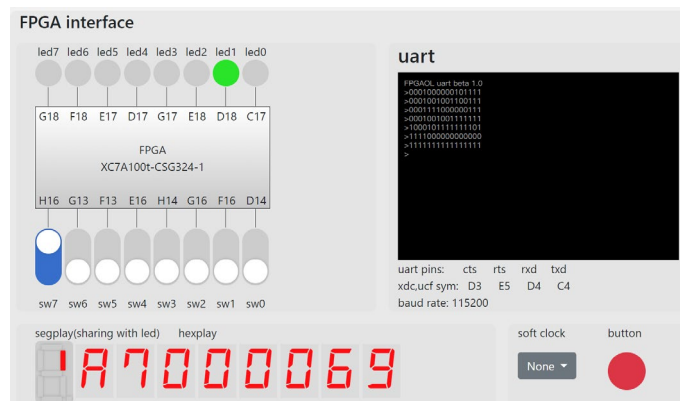 FPGA interface
led7 led6 led5 led4 led3 led2 led1 led0
G18 F18 E17 D17 G17 E18 D18 C17
FPGA
XC7A100t-CSG324-1
H16 G13 F13 E16 H14 G16 F16 D14
sw7 sw6 sw5 sw4 sw3 sw2 sw1 sw0
uart
FPGAOL uart beta 1.0
>0001000000101111
>0001001001100111
>0001111000000111
>0001001001111111
>1000101111111101
>1111000000000000
>1111111111111111
>
uart pins: cts rts rxd txd
xdc,ucf sym: D3 E5 D4 C4
baud rate: 115200
segplay(sharing with led) hexplay
A7000069
soft clock button
None